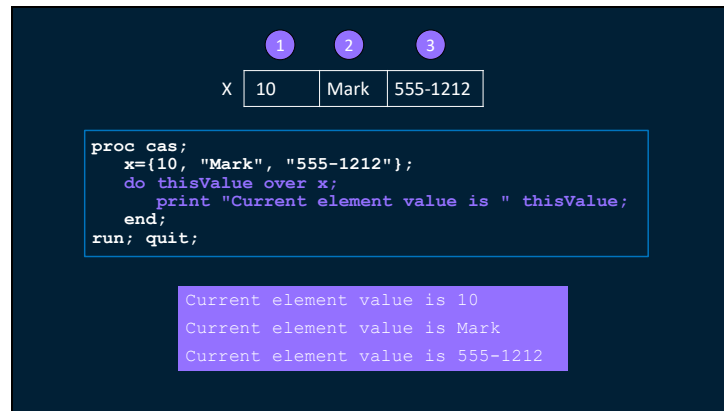 1 2 3
X 10 Mark 555-1212
proc cas;
x={10, "Mark", "555-1212"};
do thisValue over x;
print "Current element value is " thisValue;
end;
run; quit;
Current element value is 10
Current element value is Mark
Current element value is 555-1212